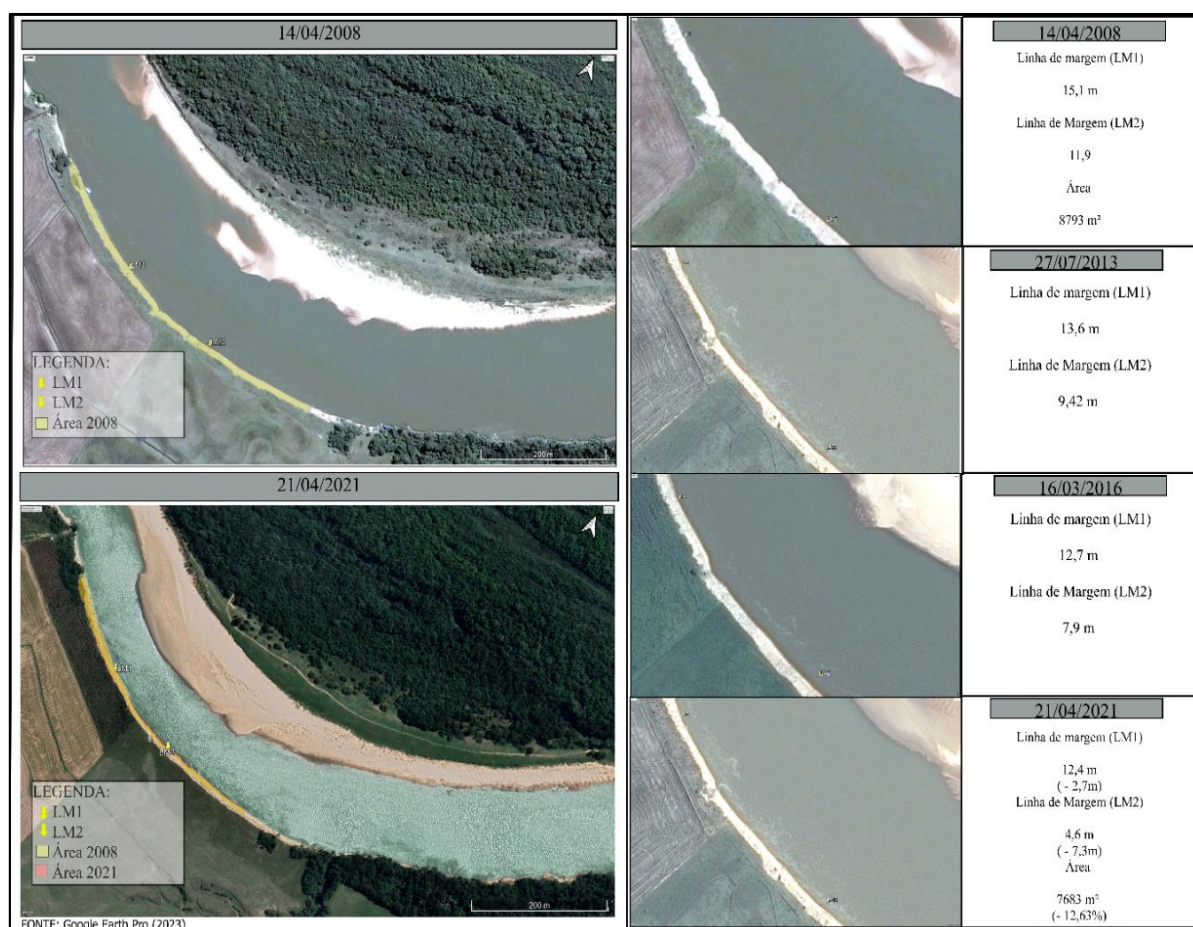 14/04/2008
LM1
LM2
LEGENDA:
LM1
LM2
Área 2008
200 m
21/04/2021
LM1
LEGENDA:
LM1
LM2
Área 2008
Área 2021
200 m
FONTE: Google Earth Pro (2023)
14/04/2008
Linha de margem (LM1)
15,1 m
Linha de Margem (LM2)
11,9
Área
8793 m²
27/07/2013
Linha de margem (LM1)
13,6 m
Linha de Margem (LM2)
9,42 m
16/03/2016
Linha de margem (LM1)
12,7 m
Linha de Margem (LM2)
7,9 m
21/04/2021
Linha de margem (LM1)
12,4 m
( - 2,7m)
Linha de Margem (LM2)
4,6 m
( - 7,3m)
Área
7683 m²
(- 12,63%)